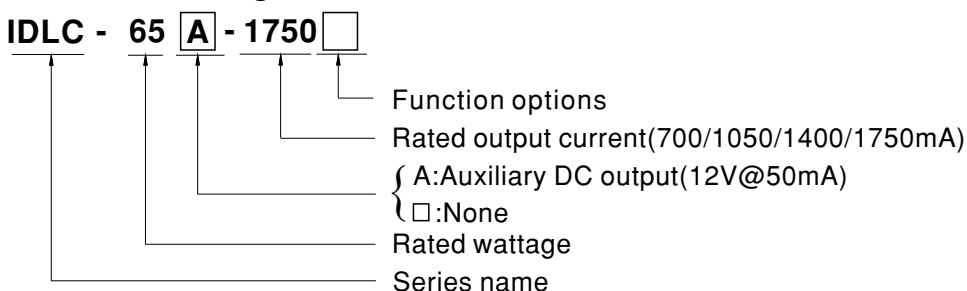 IDLC - 65 A - 1750□
Function options
Rated output current(700/1050/1400/1750mA)
A:Auxiliary DC output(12V@50mA)
□:None
Rated wattage
Series name